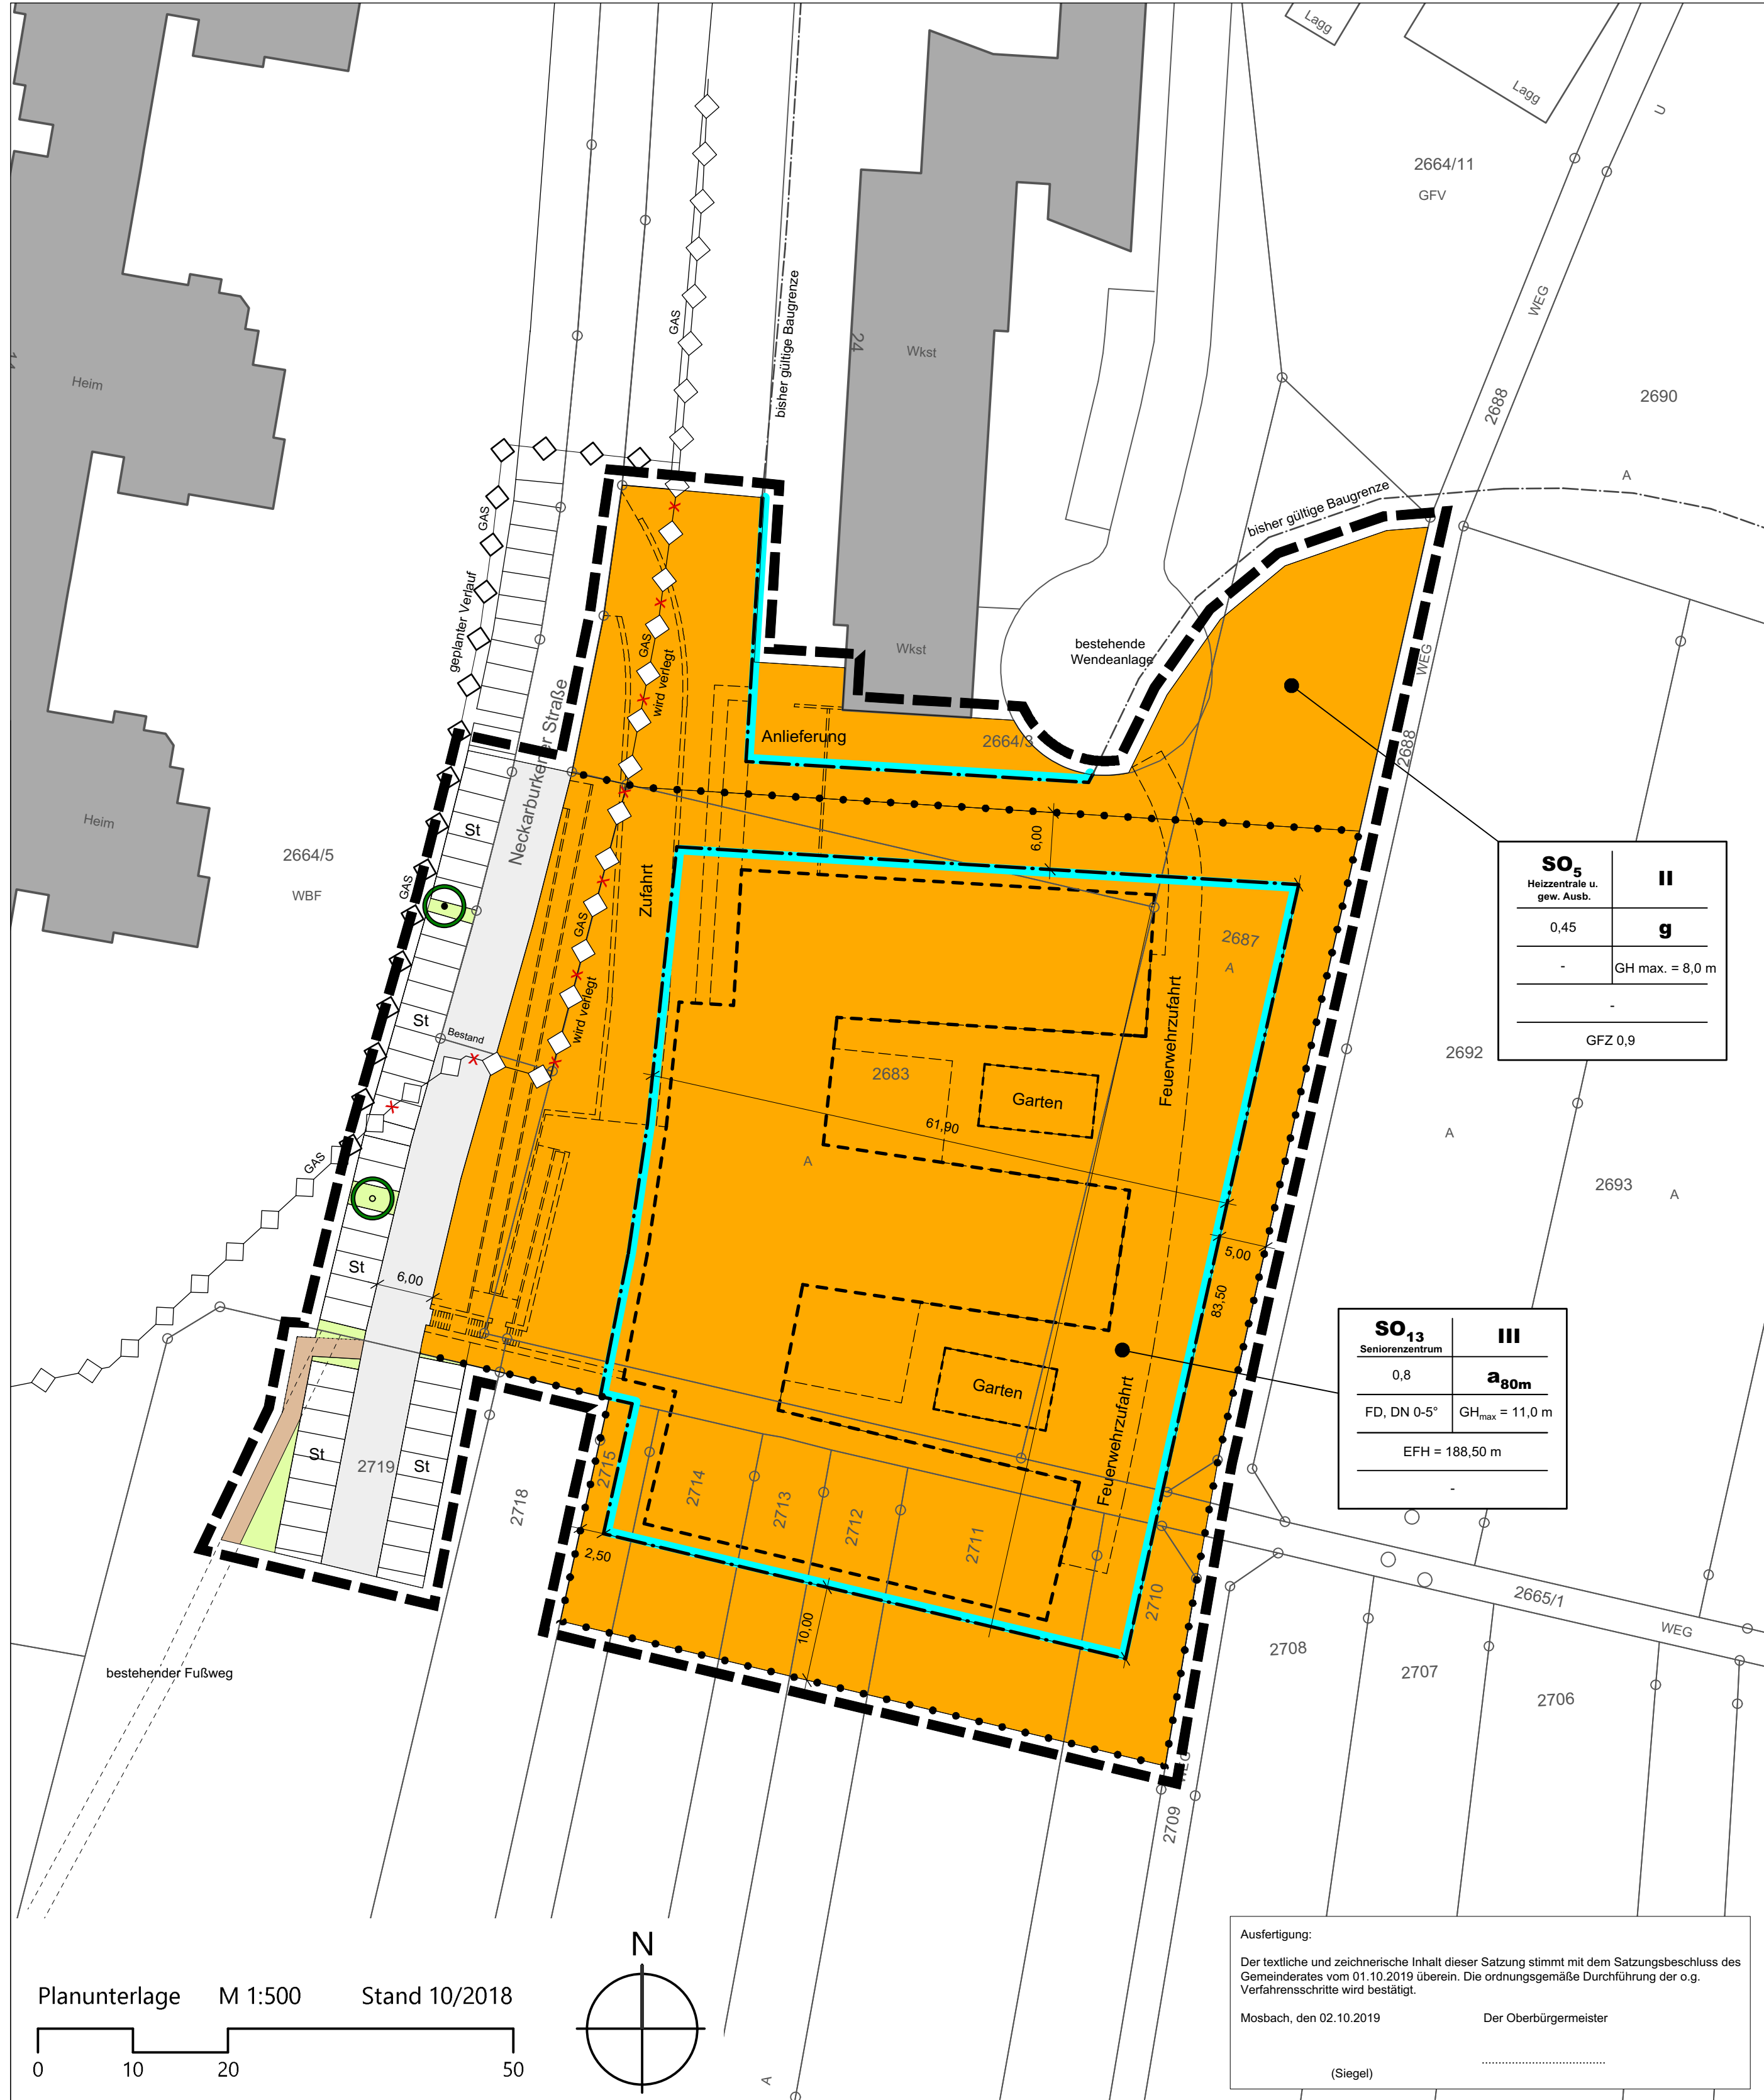 Lagg
Lagg
U
2664/11
GFV
WEG
GAS
bisher gültige Baugrenze
24
Wkst
Heim
2688
2690
A
GAS
bisher gültige Baugrenze
geplanter Verlauf
GAS
wird verlegt
Wkst
bestehende
Wendeanlage
WEG
2688
Neckarburkener Straße
Anlieferung
2664/3
Heim
St
2664/5
WBF
GAS
Zufahrt
6,00
SO5
Heizzentrale u.
gew. Ausb.
II
0,45
g
-
GH max. = 8,0 m
-
GFZ 0,9
GAS
2687
A
wird verlegt
St
Bestand
Feuerwehrzufahrt
2692
2683
Garten
61,90
A
A
GAS
2693
A
5,00
St
6,00
83,50
SO13
Seniorenzentrum
III
0,8
a80m
FD, DN 0-5°
GHmax = 11,0 m
EFH = 188,50 m
-
Garten
Feuerwehrzufahrt
St
2719
St
2715
2714
2713
2712
2711
2718
2,50
10,00
2710
2665/1
WEG
2708
2707
2706
bestehender Fußweg
WEG
2709
Ausfertigung:
Der textliche und zeichnerische Inhalt dieser Satzung stimmt mit dem Satzungsbeschluss des
Gemeinderates vom 01.10.2019 überein. Die ordnungsgemäße Durchführung der o.g.
Verfahrensschritte wird bestätigt.
Mosbach, den 02.10.2019 Der Oberbürgermeister
(Siegel)
N
Planunterlage M 1:500 Stand 10/2018
0 10 20 50
A